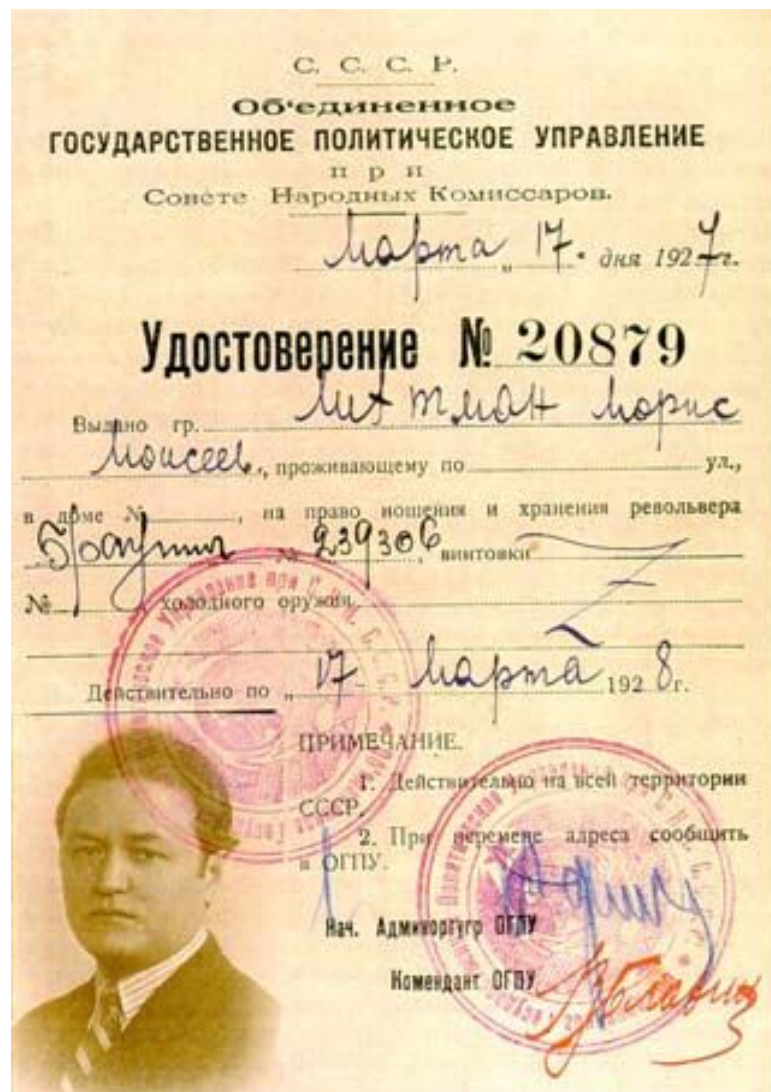 С. С. С. Р.
Об'единенное
ГОСУДАРСТВЕННОЕ ПОЛИТИЧЕСКОЕ УПРАВЛЕНИЕ
при
Совете Народных Комиссаров.
Марта „ 17 " дня 1927г.
Удостоверение № 20879
Выдано гр. Морис
Моисеев., проживающему по ул.,
в доме № , на право ношения и хранения револьвера
Браунинг № 239306, винтовки
№ холодного оружия
Действительно по „ 17 Марта 1928г.
ПРИМЕЧАНИЕ.
1. Действительно на всей территории
СССР.
2. При перемене адреса сообщить
в ОГПУ.
Нач. Админоргупр ОГПУ
Комендант ОГПУ